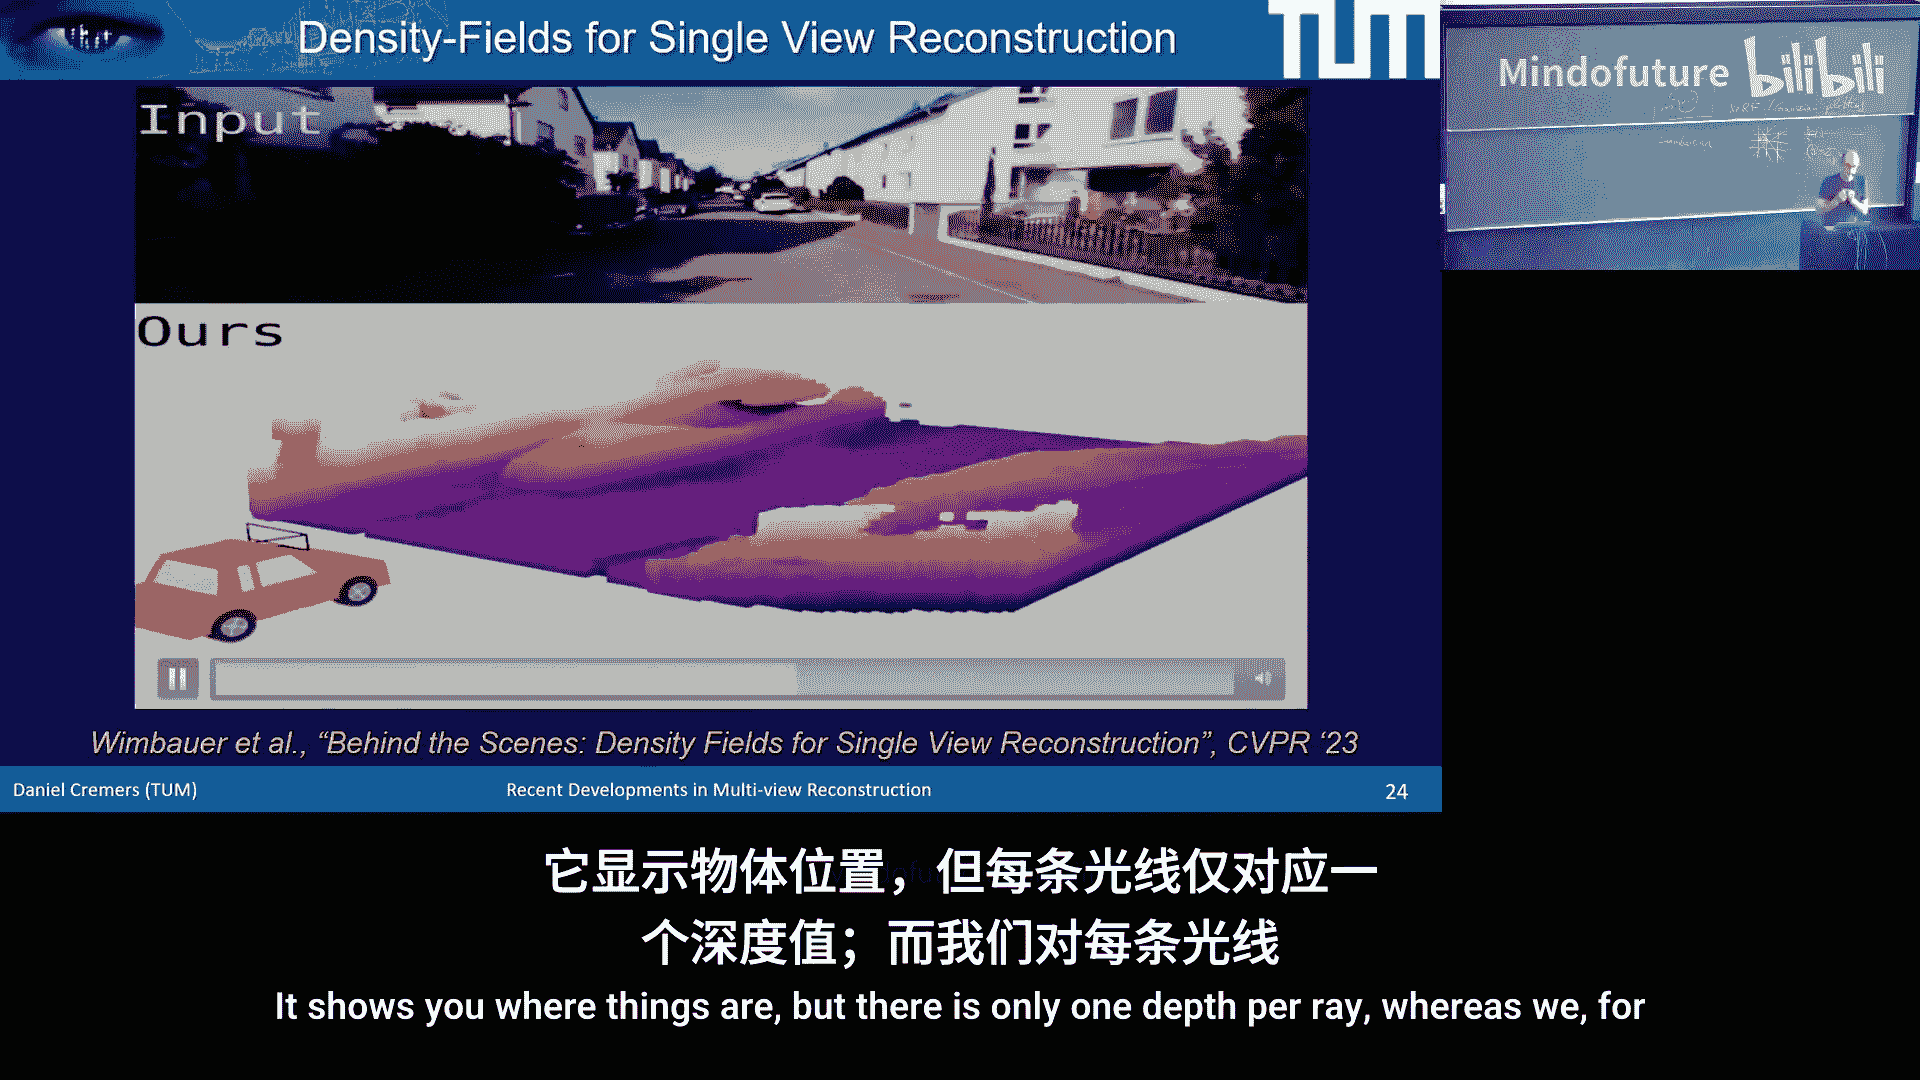 Density-Fields for Single View Reconstruction
TUM
Mindofuture bilibili
Input
Ours
Wimbauer et al., “Behind the Scenes: Density Fields for Single View Reconstruction”, CVPR ‘23
Daniel Cremers (TUM)
Recent Developments in Multi-view Reconstruction
24
它显示物体位置，但每条光线仅对应一
个深度值；而我们对每条光线
It shows you where things are, but there is only one depth per ray, whereas we, for